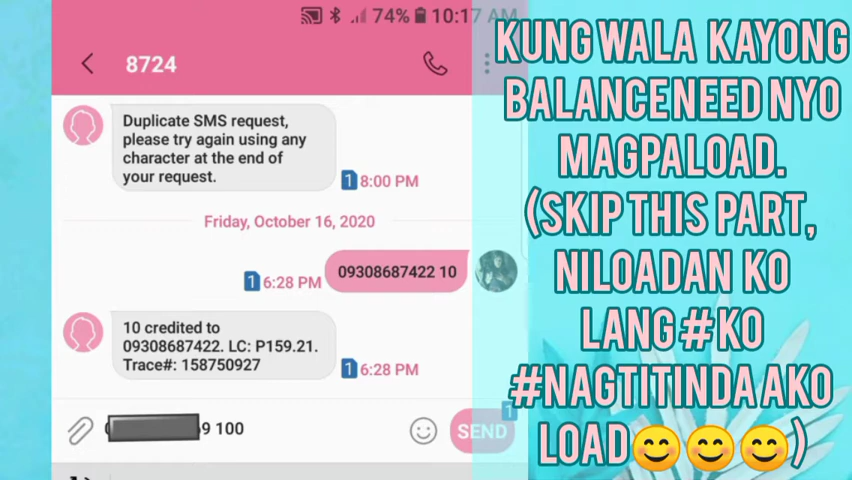 74% 10:17 AM
8724
Duplicate SMS request,
please try again using any
character at the end of
your request.
1 8:00 PM
Friday, October 16, 2020
09308687422 10
1 6:28 PM
10 credited to
09308687422. LC: P159.21.
Trace#: 158750927
1 6:28 PM
9 100
1
SEND
KUNG WALA KAYONG
BALANCE NEED NYO
MAGPALOAD.
(SKIP THIS PART,
NILOADAN KO
LANG # KO
#NAGTITINDA AKO
LOAD😊😊😊)